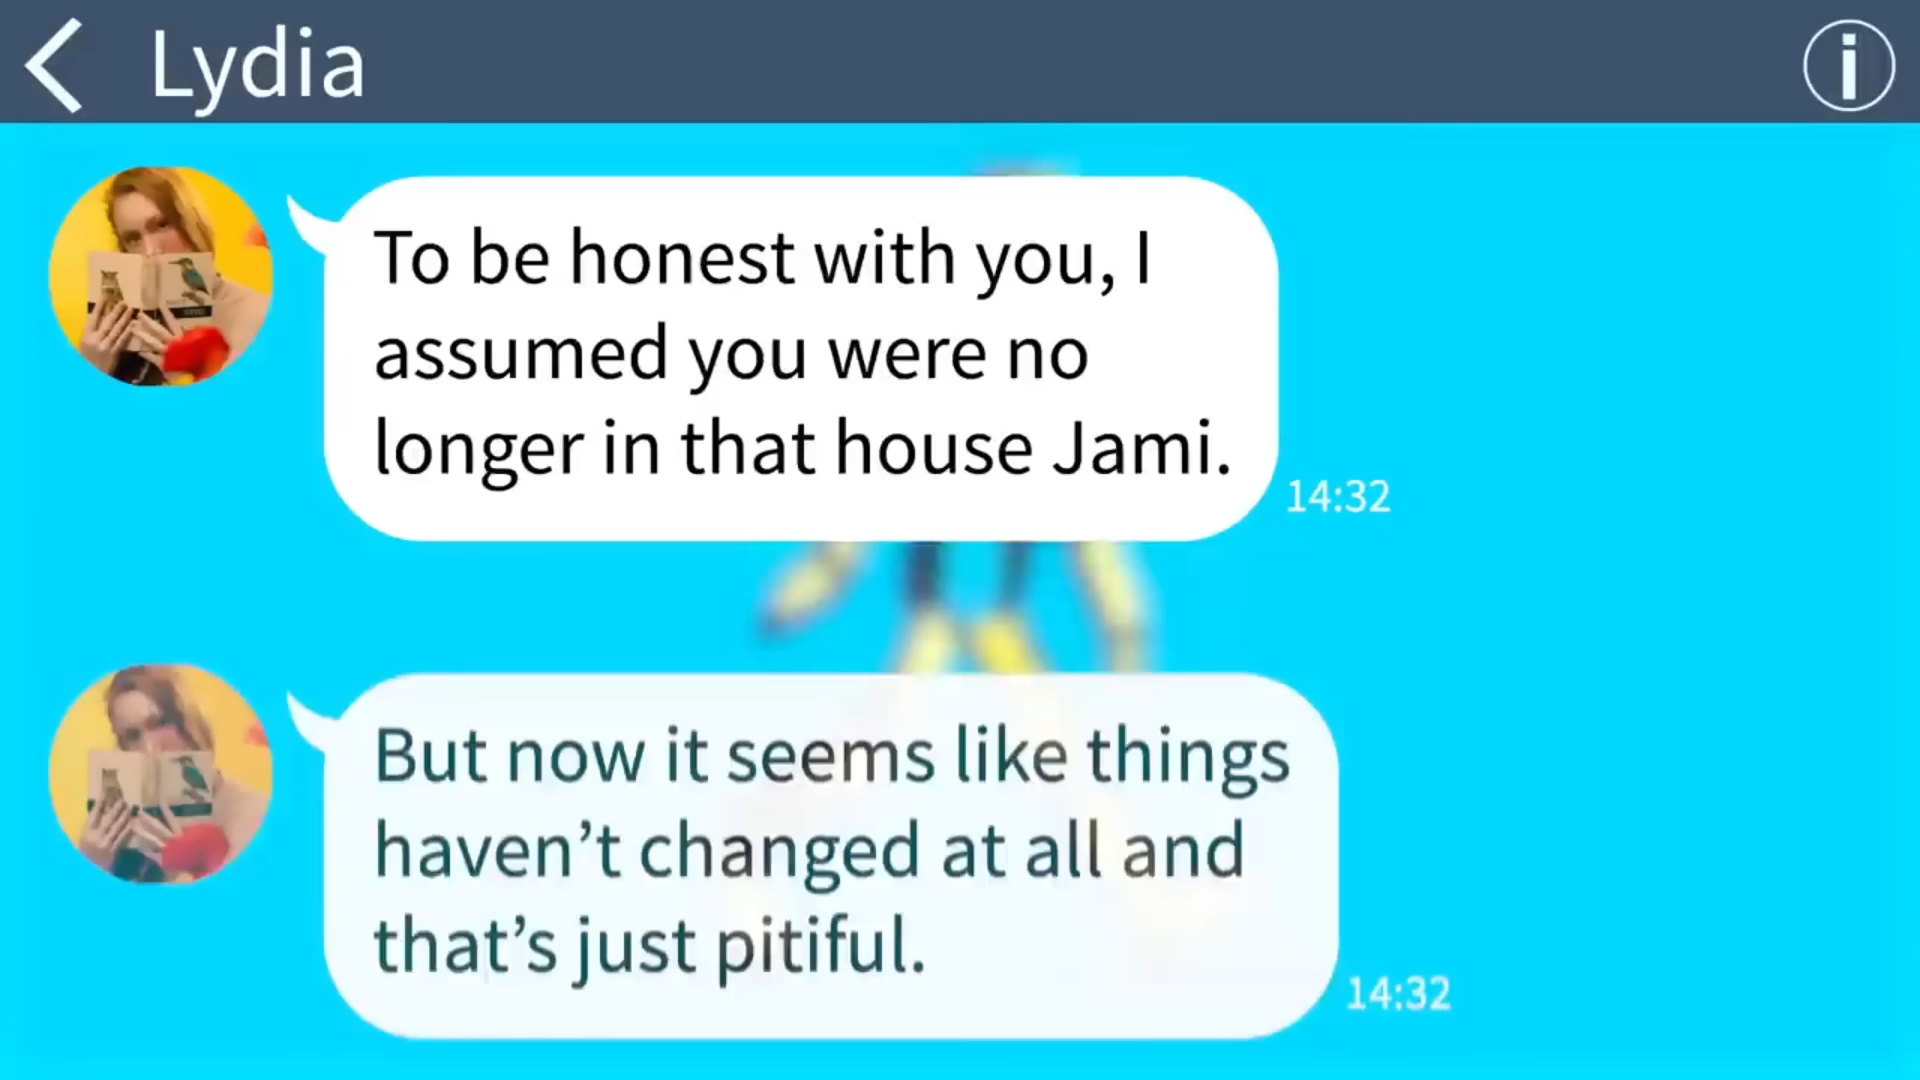 Lydia
To be honest with you, I
assumed you were no
longer in that house Jami.
14:32
But now it seems like things
haven’t changed at all and
that’s just pitiful.
14:32